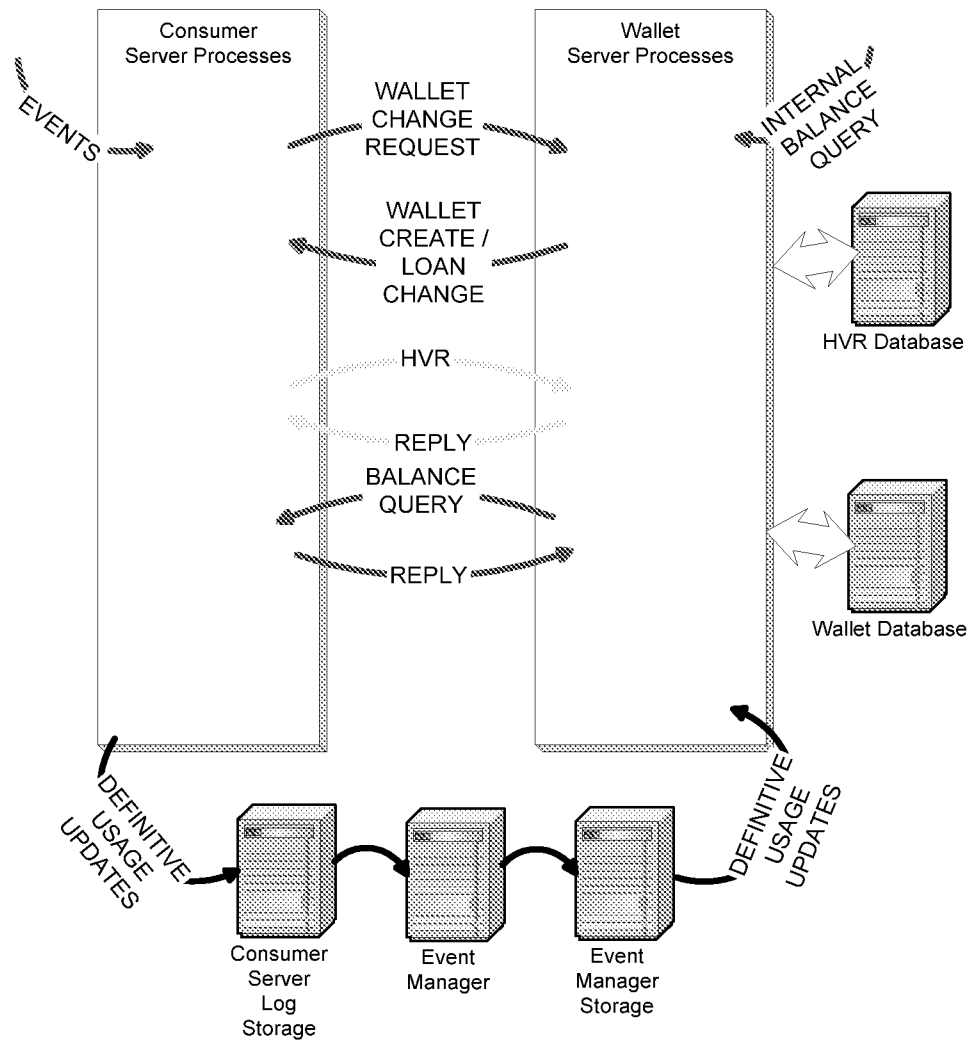 Consumer
Server Processes
Wallet
Server Processes
EVENTS
WALLET
CHANGE
REQUEST
INTERNAL
BALANCE
QUERY
WALLET
CREATE /
LOAN
CHANGE
HVR Database
HVR
REPLY
BALANCE
QUERY
REPLY
Wallet Database
DEFINITIVE
USAGE
UPDATES
DEFINITIVE
USAGE
UPDATES
Consumer
Server
Log
Storage
Event
Manager
Event
Manager
Storage